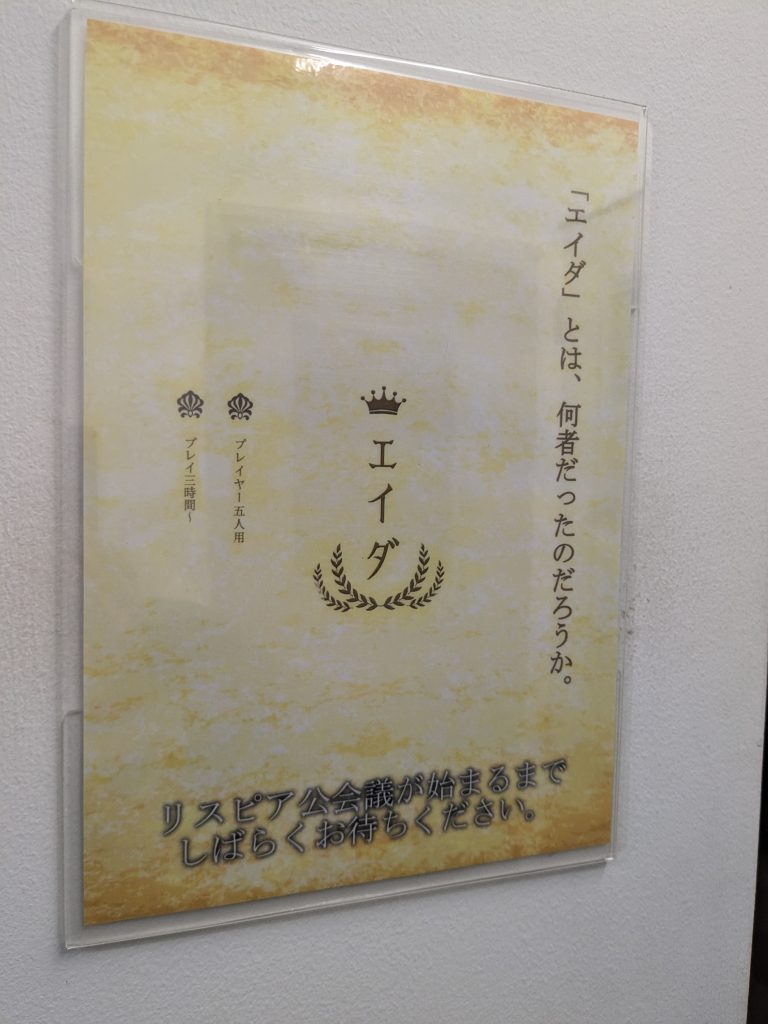 「エイダ」とは、何者だったのだろうか。
エイダ
プレイヤー五人用
プレイ三時間~
リスピア公会議が始まるまで
しばらくお待ちください。